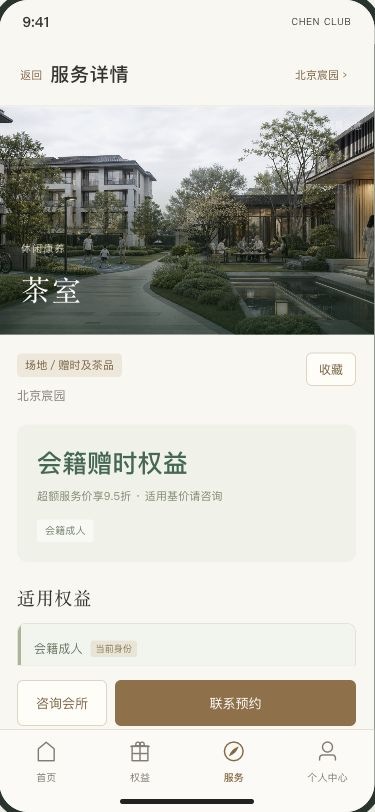 9:41
CHEN CLUB
返回 服务详情
北京宸园 ›
休闲康养
茶室
场地 / 赠时及茶品
收藏
北京宸园
会籍赠时权益
超额服务价享9.5折 · 适用基价请咨询
会籍成人
适用权益
会籍成人 当前身份
咨询会所
联系预约
首页
权益
服务
个人中心